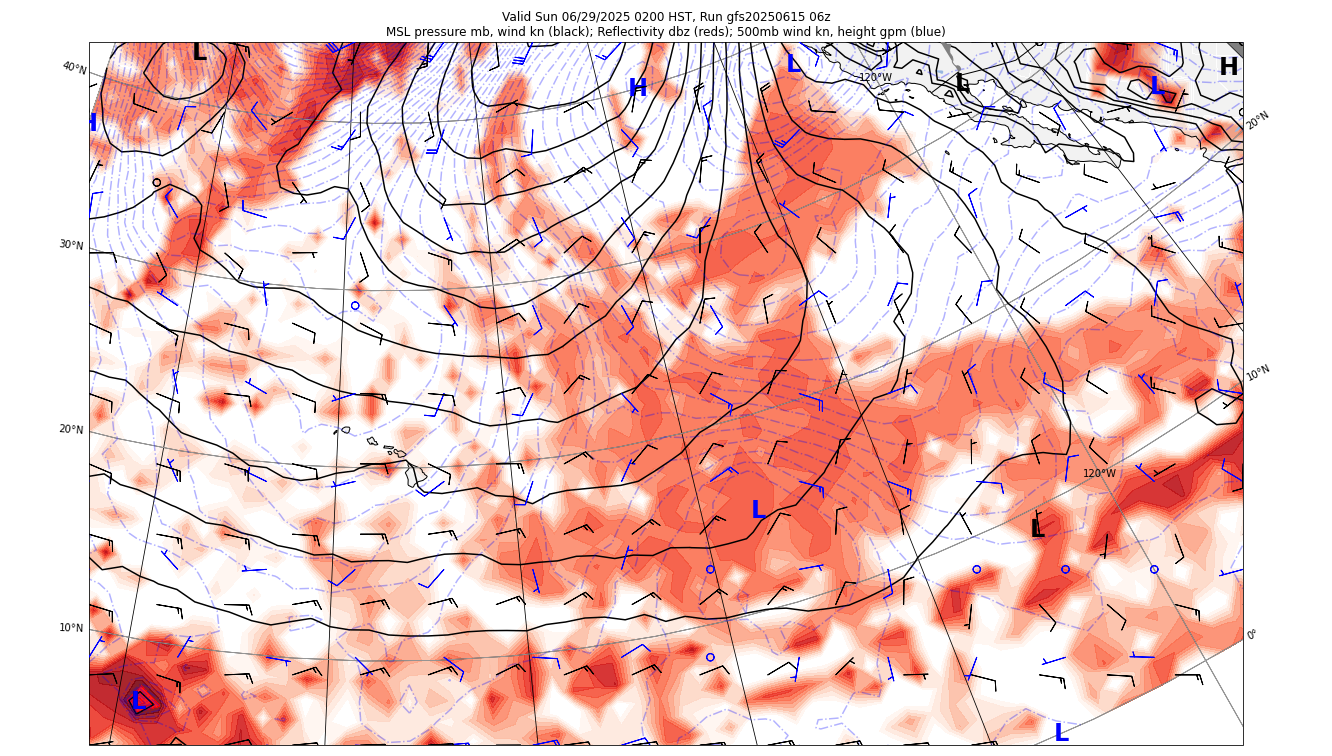 Valid Sun 06/29/2025 0200 HST, Run gfs20250615 06z
MSL pressure mb, wind kn (black); Reflectivity dbz (reds); 500mb wind kn, height gpm (blue)
L
L
H
40°N
120°W
H
L
L
H
20°N
30°N
10°N
20°N
120°W
L
L
10°N
0°
L
L